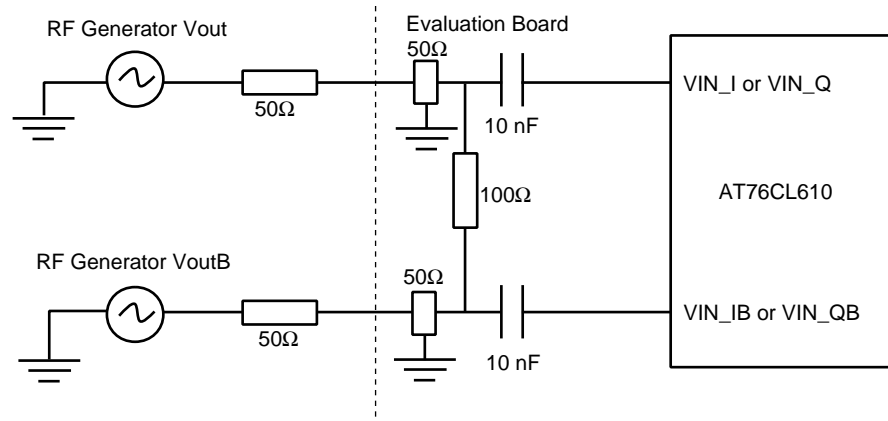 RF Generator Vout
Evaluation Board
50Ω
50Ω
10 nF
VIN_I or VIN_Q
100Ω
AT76CL610
RF Generator VoutB
50Ω
50Ω
10 nF
VIN_IB or VIN_QB